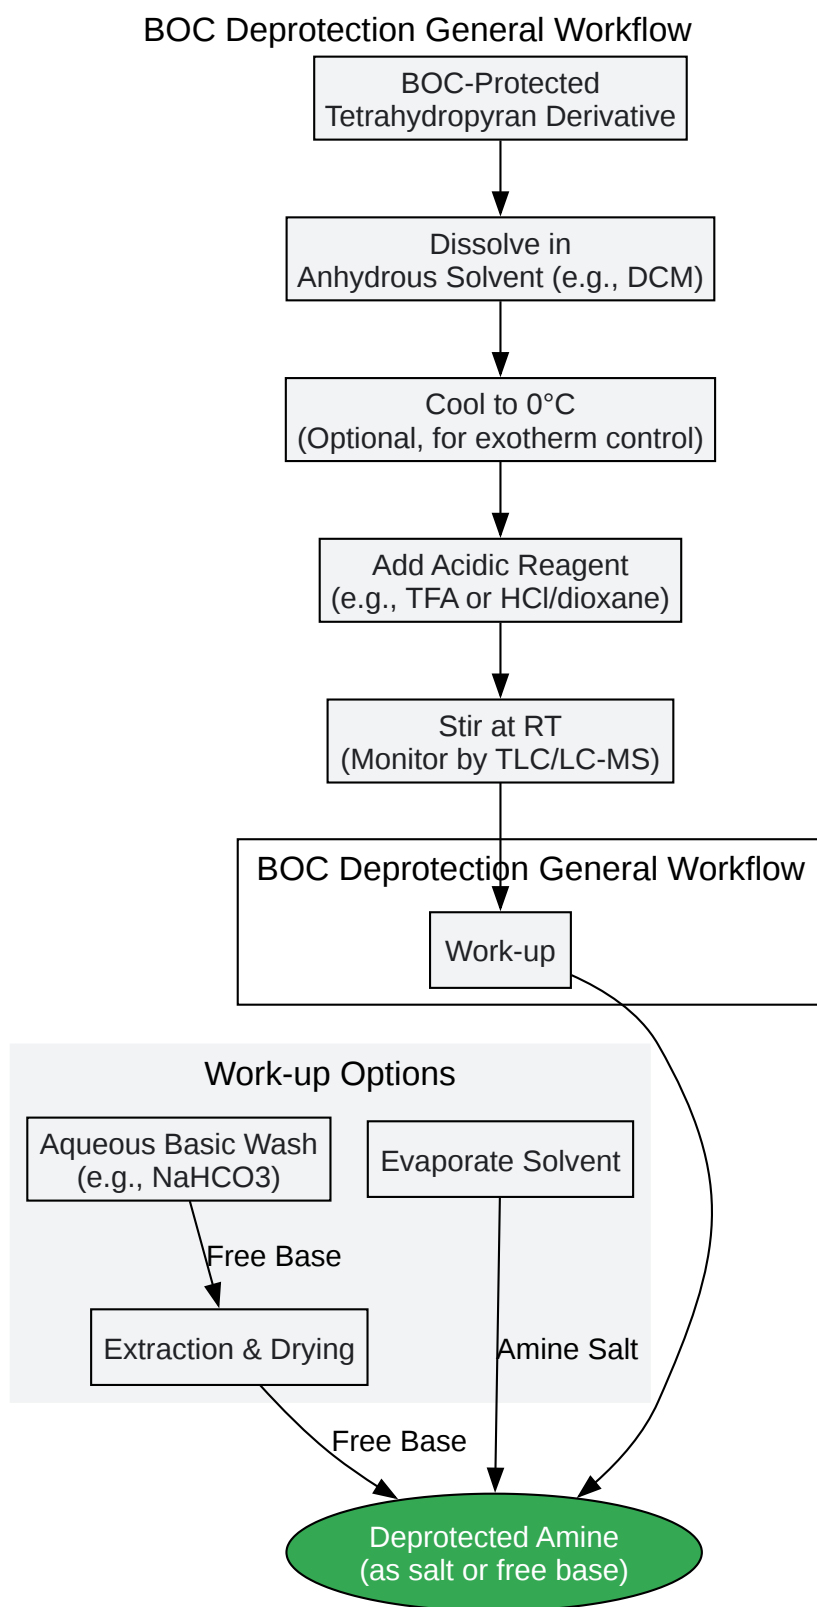 BOC Deprotection General Workflow
BOC-Protected
Tetrahydropyran Derivative
Dissolve in
Anhydrous Solvent (e.g., DCM)
Cool to 0°C
(Optional, for exotherm control)
Add Acidic Reagent
(e.g., TFA or HCl/dioxane)
Stir at RT
(Monitor by TLC/LC-MS)
BOC Deprotection General Workflow
Work-up
Work-up Options
Aqueous Basic Wash
(e.g., NaHCO3)
Evaporate Solvent
Free Base
Extraction & Drying
Amine Salt
Free Base
Deprotected Amine
(as salt or free base)